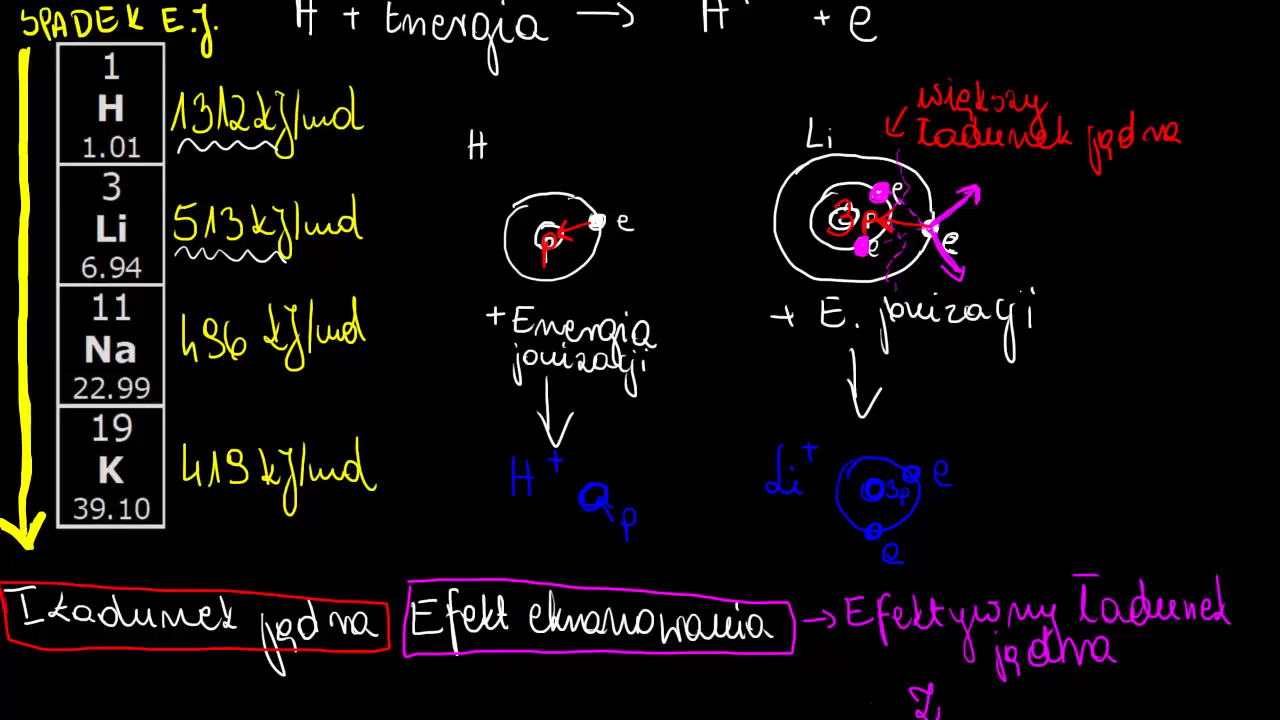 SPADEK E.J.
H + Energia → H + e
1
H
1.01
1312 kJ/mol
3
Li
6.94
513 kJ/mol
11
Na
22.99
496 kJ/mol
19
K
39.10
419 kJ/mol
H
p
e
+ Energia
jonizacji
H+
p
większy
ładunek jądra
Li
3p
e
e
e
+ E. jonizacji
Li+
3p
e
e
Ładunek jądra
Efekt ekranowania
→ Efektywny ładunek
jądra
Z